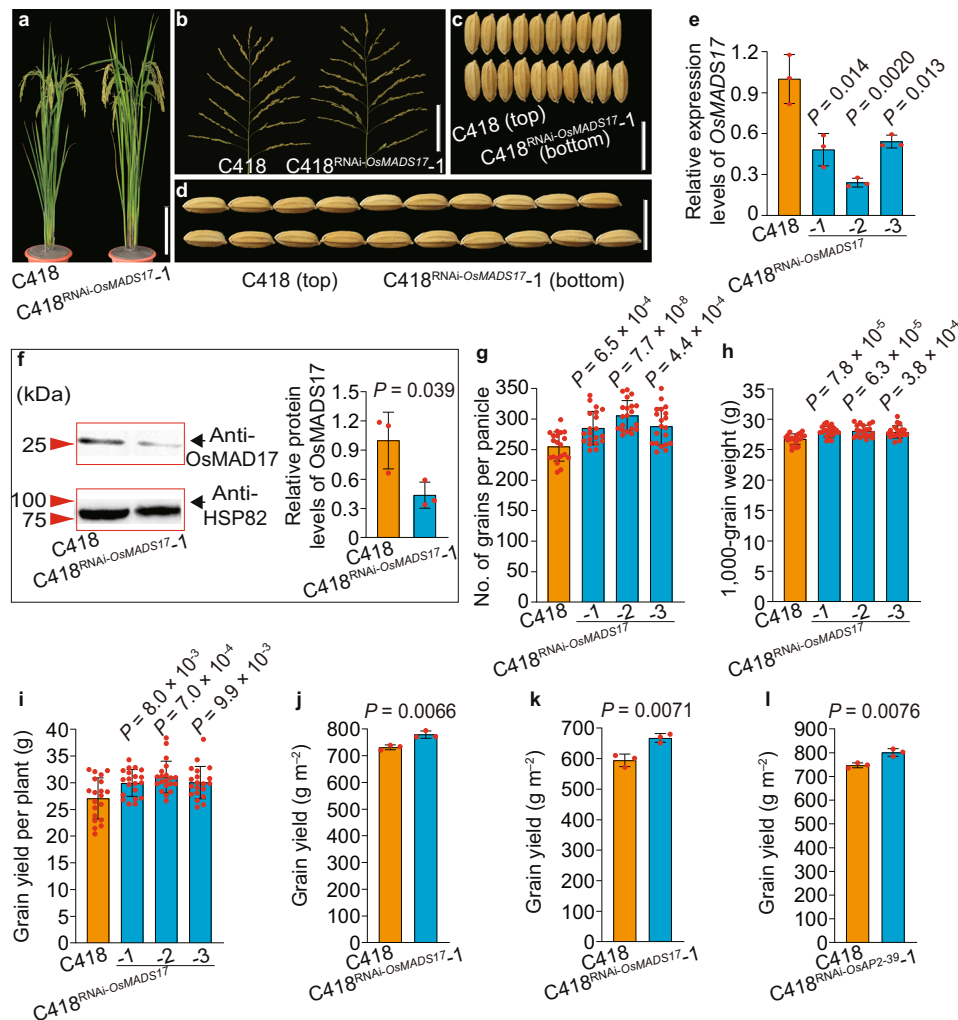 a
C418
C418RNAi-OsMADS17-1
b
C418
C418RNAi-OsMADS17-1
c
C418 (top)
C418RNAi-OsMADS17-1
(bottom)
d
C418 (top)
C418RNAi-OsMADS17-1 (bottom)
e
Relative expression
levels of OsMADS17
1.2
0.9
0.6
0.3
0
P = 0.014
P = 0.0020
P = 0.013
C418
-1
-2
-3
C418RNAi-OsMADS17
f
(kDa)
25
Anti-
OsMAD17
100
75
Anti-
HSP82
C418
C418RNAi-OsMADS17-1
Relative protein
levels of OsMADS17
1.5
1.2
0.9
0.6
0.3
0
P = 0.039
C418
C418RNAi-OsMADS17-1
g
No. of grains per panicle
350
300
250
200
150
100
50
0
P = 6.5 × 10-4
P = 7.7 × 10-8
P = 4.4 × 10-4
C418
-1
-2
-3
C418RNAi-OsMADS17
h
1,000-grain weight (g)
35
30
25
20
15
10
5
0
P = 7.8 × 10-5
P = 6.3 × 10-5
P = 3.8 × 10-4
C418
-1
-2
-3
C418RNAi-OsMADS17
i
Grain yield per plant (g)
40
35
30
25
20
15
10
5
0
P = 8.0 × 10-3
P = 7.0 × 10-4
P = 9.9 × 10-3
C418
-1
-2
-3
C418RNAi-OsMADS17
j
Grain yield (g m−2)
800
700
600
500
400
300
200
100
0
P = 0.0066
C418
C418RNAi-OsMADS17-1
k
Grain yield (g m−2)
700
600
500
400
300
200
100
0
P = 0.0071
C418
C418RNAi-OsMADS17-1
l
Grain yield (g m−2)
900
800
700
600
500
400
300
200
100
0
P = 0.0076
C418
C418RNAi-OsAP2-39-1